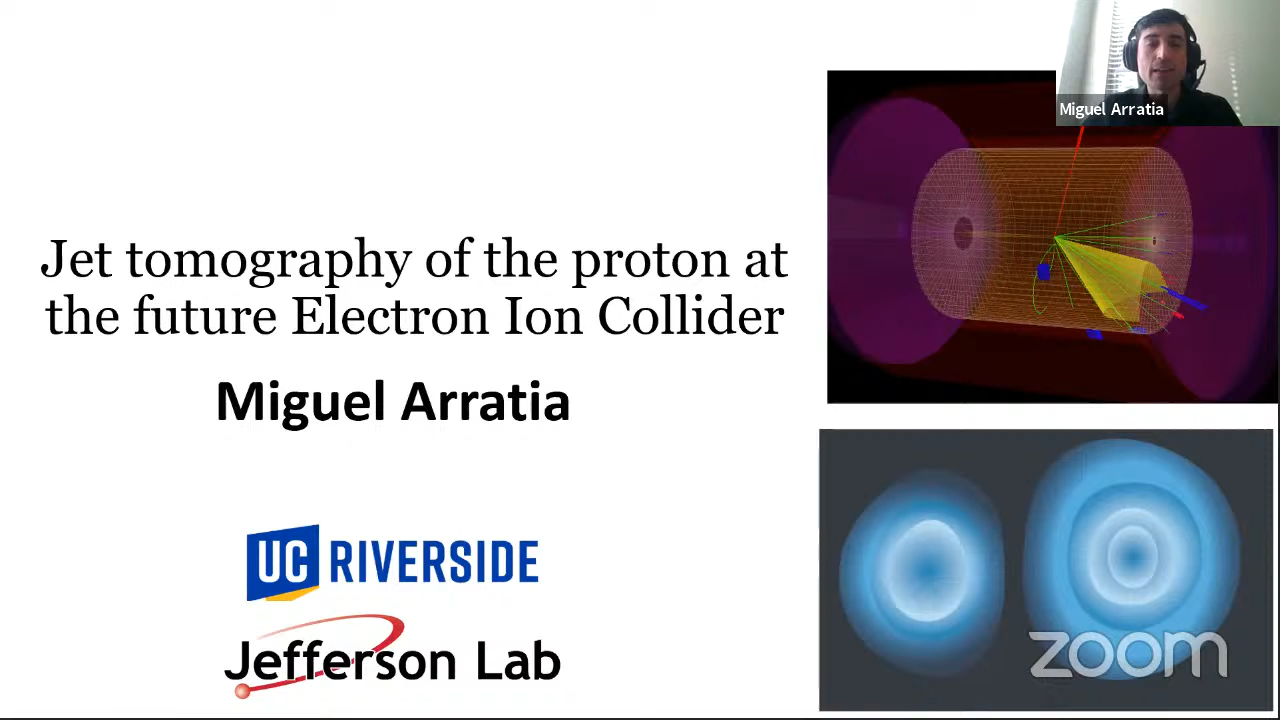 Miguel Arratia
Jet tomography of the proton at
the future Electron Ion Collider
Miguel Arratia
UC RIVERSIDE
Jefferson Lab
zoom